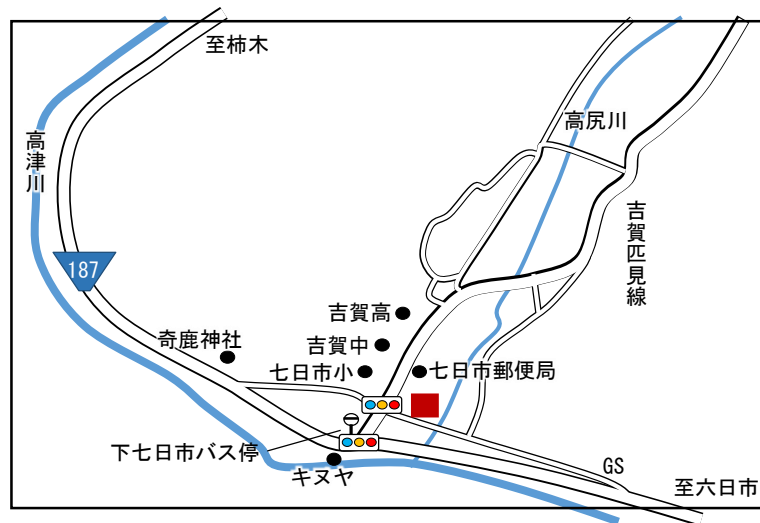 至柿木
高尻川
高津川
吉賀匹見線
187
吉賀高
奇鹿神社
吉賀中
七日市小
七日市郵便局
下七日市バス停
キヌヤ
GS
至六日市